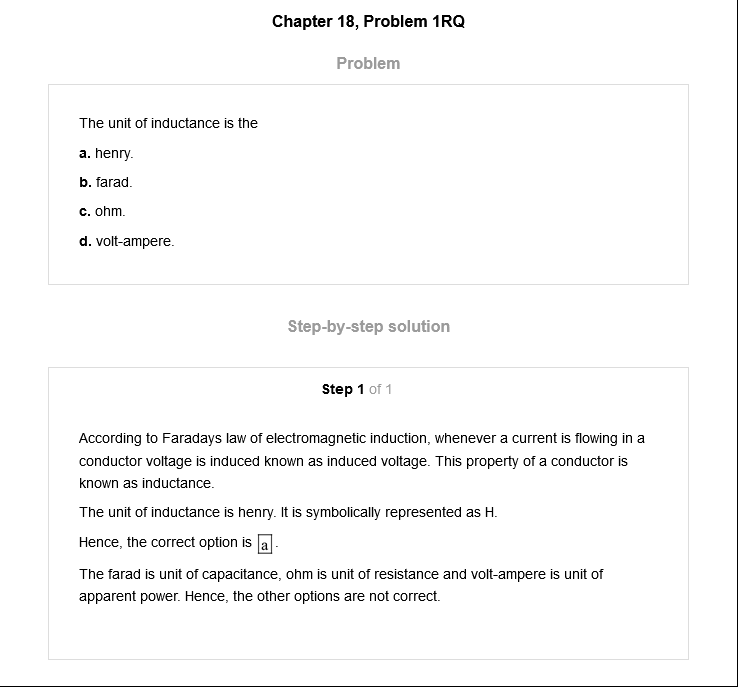 Chapter 18, Problem 1RQ
Problem
The unit of inductance is the
a. henry.
b. farad.
c. ohm.
d. volt-ampere.
Step-by-step solution
Step 1 of 1
According to Faradays law of electromagnetic induction, whenever a current is flowing in a
conductor voltage is induced known as induced voltage. This property of a conductor is
known as inductance.
The unit of inductance is henry. It is symbolically represented as H.
Hence, the correct option is a.
The farad is unit of capacitance, ohm is unit of resistance and volt-ampere is unit of
apparent power. Hence, the other options are not correct.